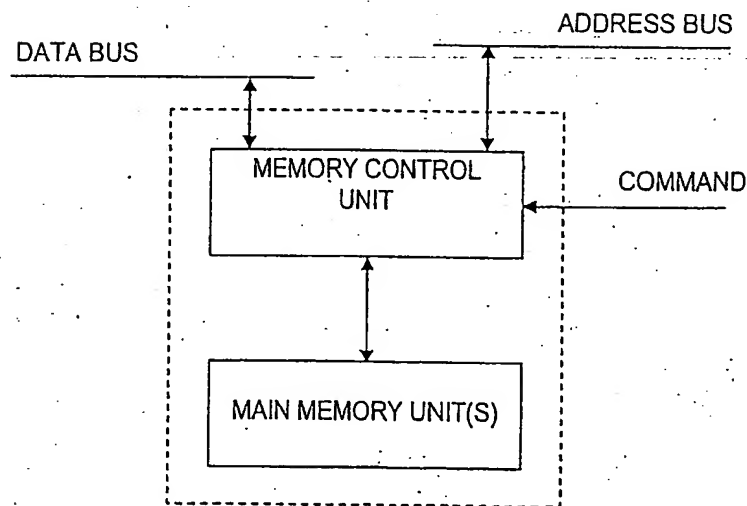 ADDRESS BUS
DATA BUS
MEMORY CONTROL
UNIT
COMMAND
MAIN MEMORY UNIT(S)